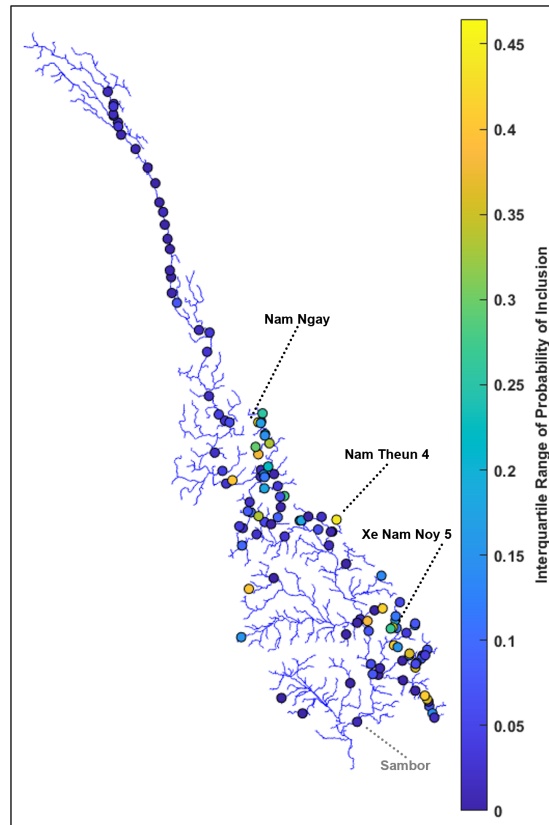 Nam Ngay
Nam Theun 4
Xe Nam Noy 5
Sambor
0.45
0.4
0.35
0.3
0.25
0.2
0.15
0.1
0.05
0
Interquartile Range of Probability of Inclusion